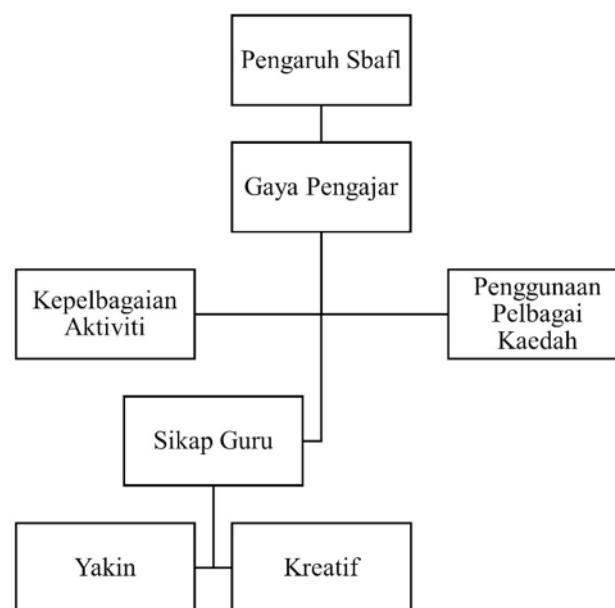 Pengaruh Sbafl
Gaya Pengajar
Kepelbagaian
Aktiviti
Penggunaan
Pelbagai
Kaedah
Sikap Guru
Yakin
Kreatif